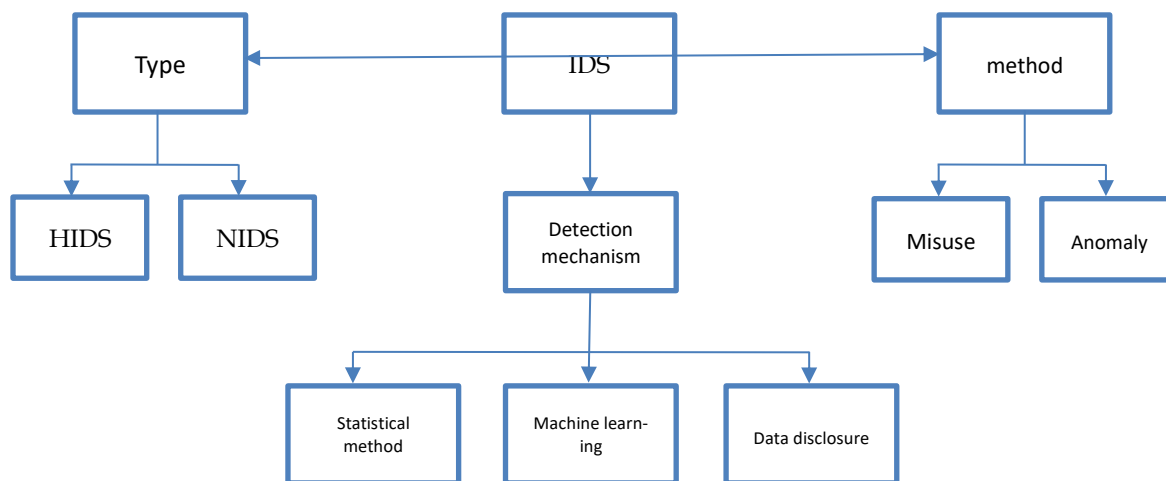 Type
IDS
method
HIDS
NIDS
Detection
mechanism
Misuse
Anomaly
Statistical
method
Machine learn-
ing
Data disclosure